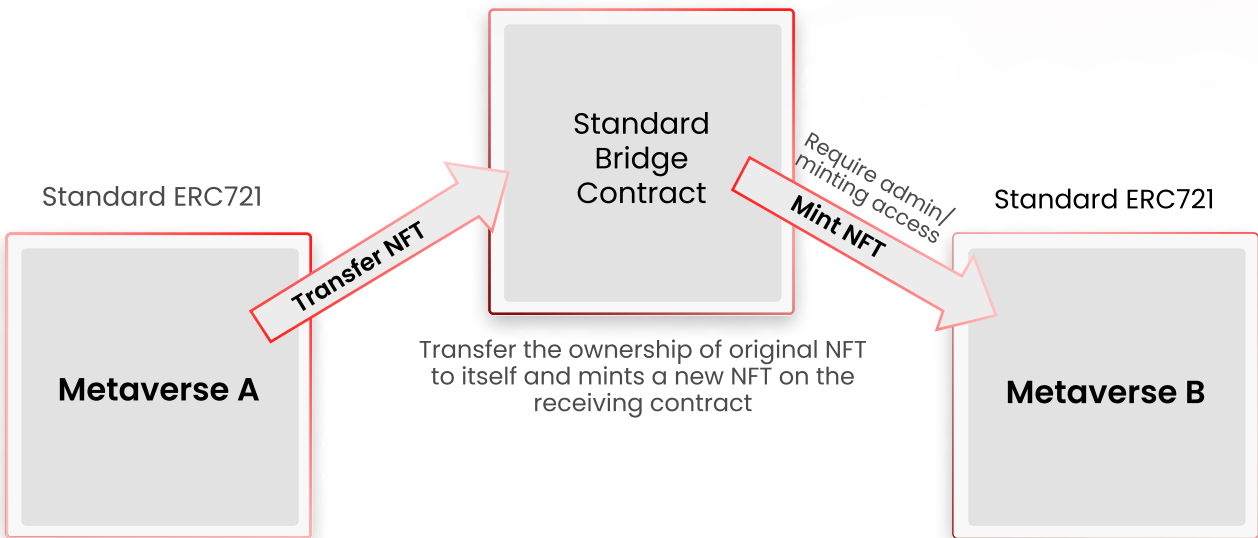 Standard ERC721
Metaverse A
Transfer NFT
Standard
Bridge
Contract
Transfer the ownership of original NFT
to itself and mints a new NFT on the
receiving contract
Require admin/
minting access
Mint NFT
Standard ERC721
Metaverse B